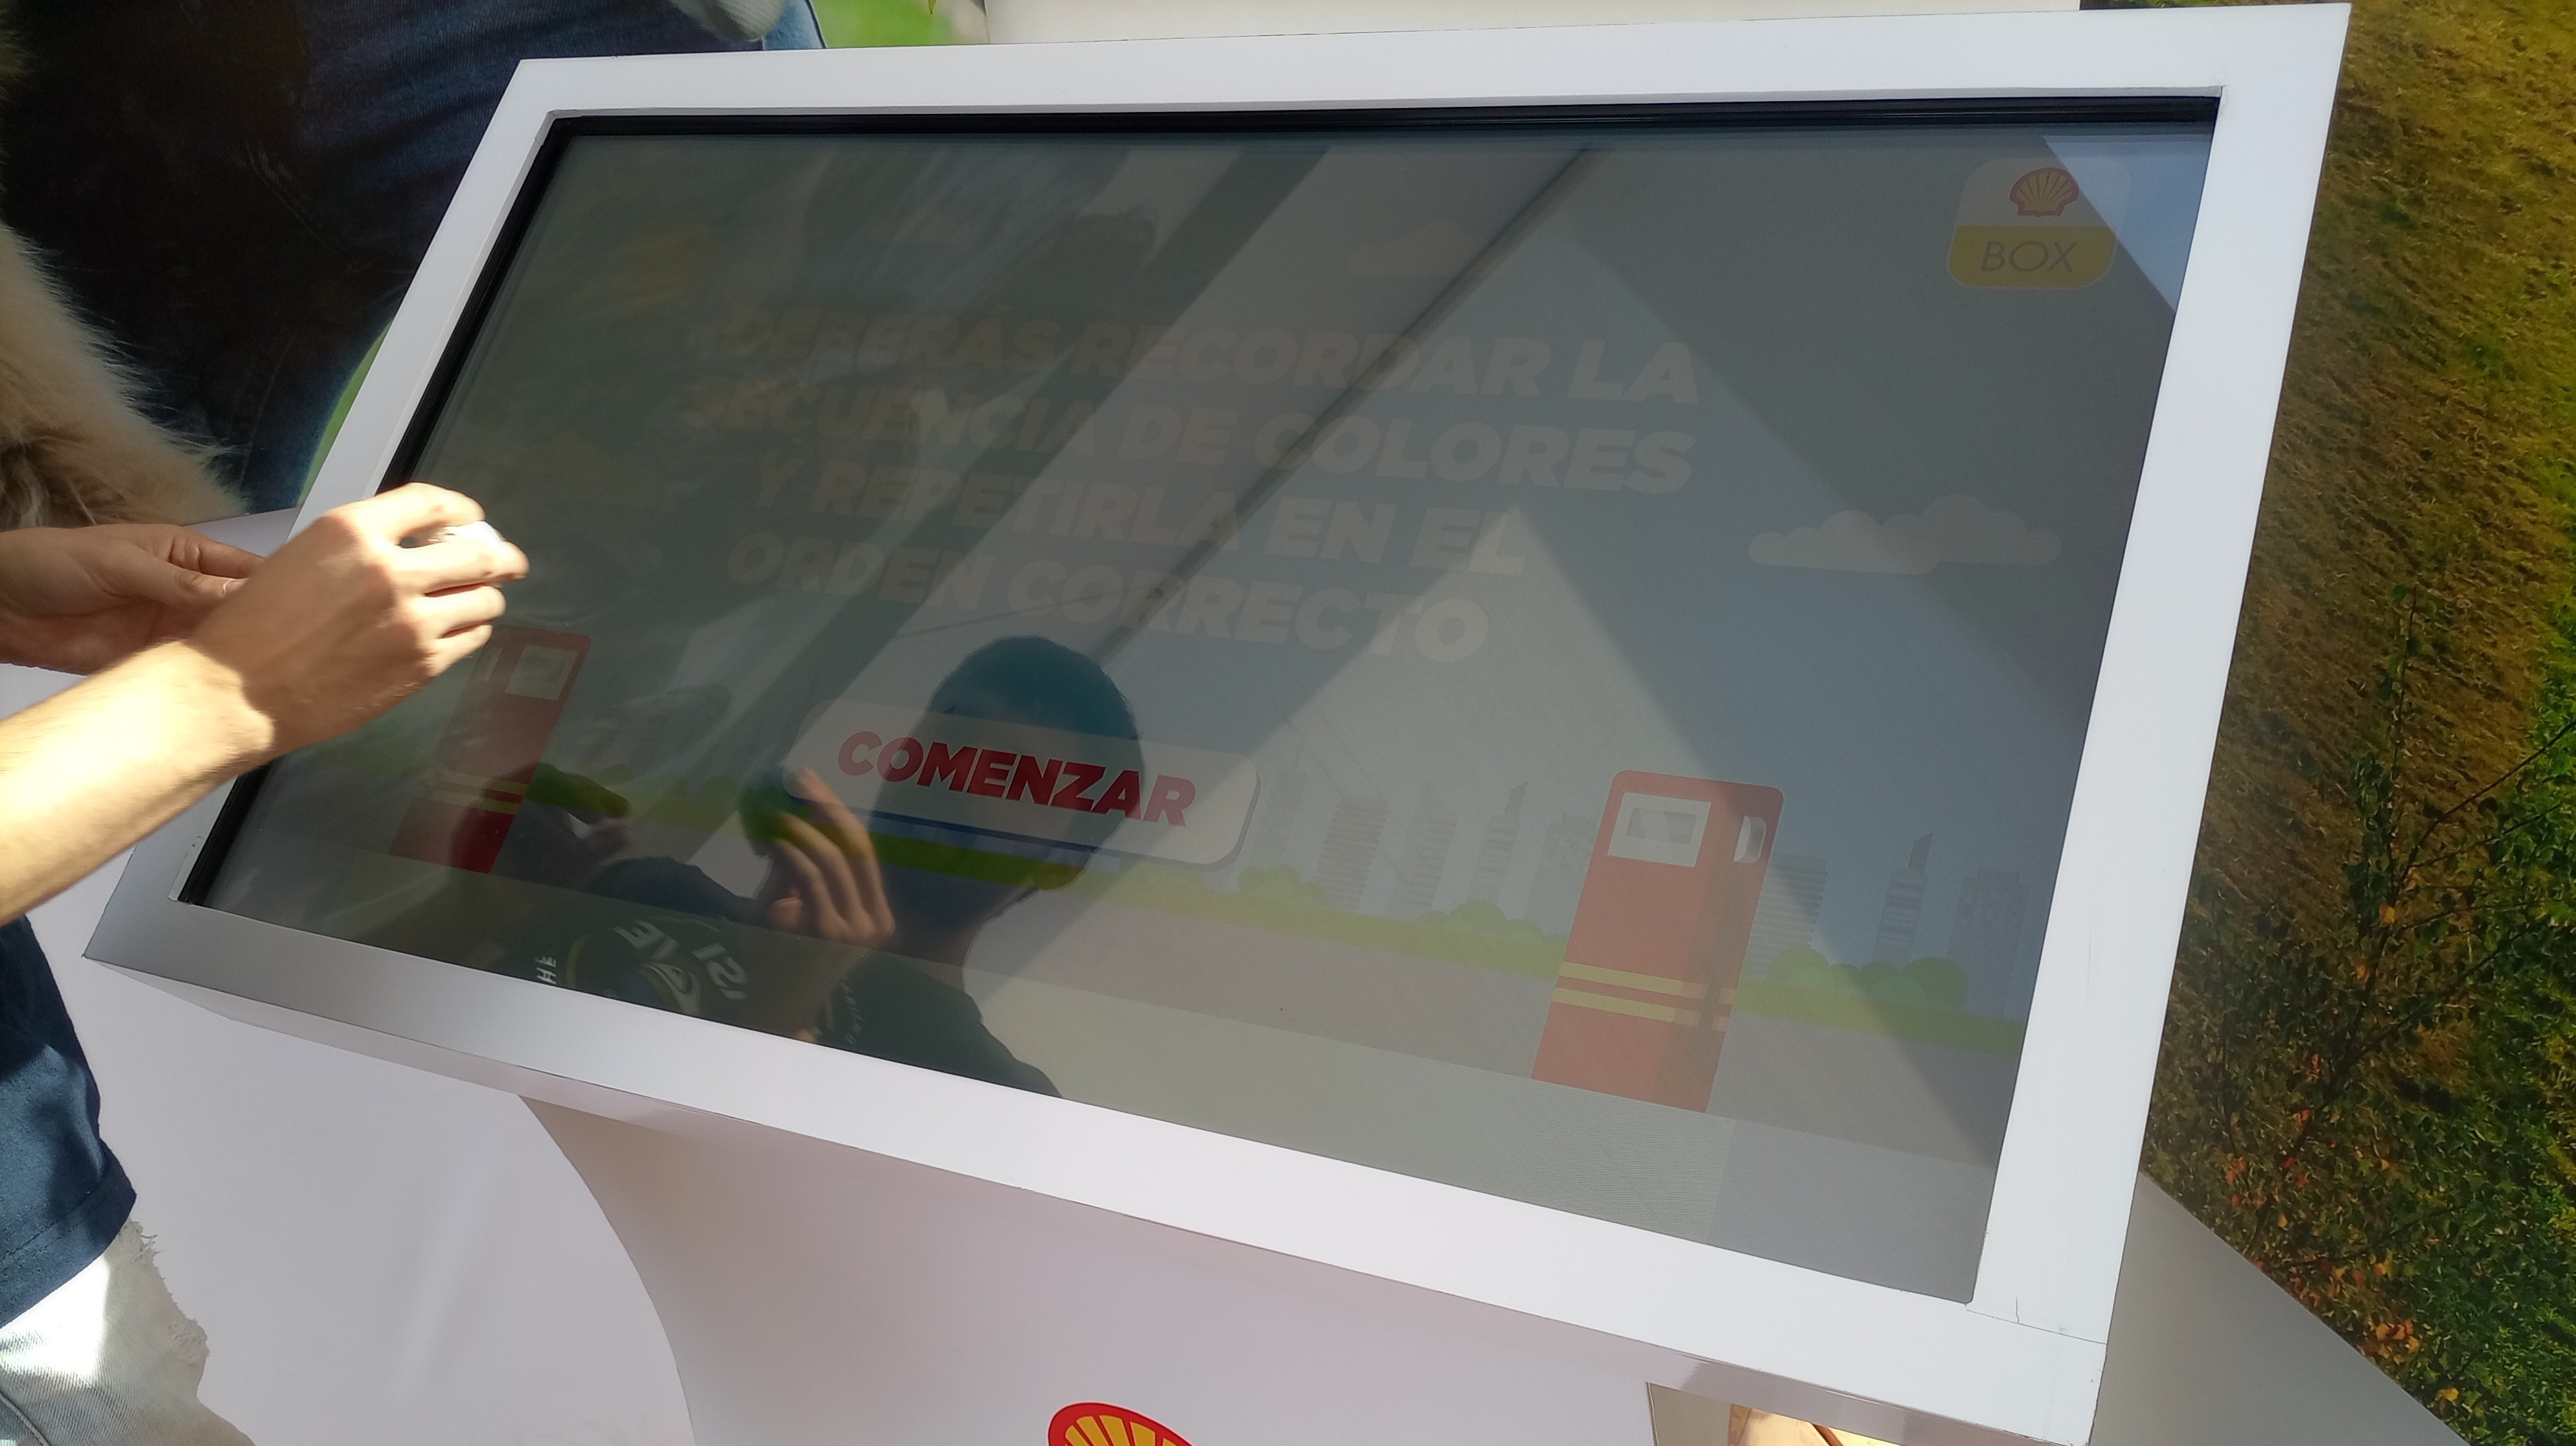 BOX
DEBERÁS RECORDAR LA
SECUENCIA DE COLORES
Y REPETIRLA EN EL
ORDEN CORRECTO
COMENZAR